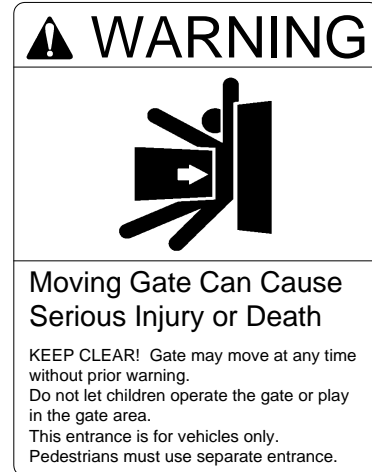 WARNING
Moving Gate Can Cause
Serious Injury or Death
KEEP CLEAR!  Gate may move at any time
without prior warning.
Do not let children operate the gate or play
in the gate area.
This entrance is for vehicles only.
Pedestrians must use separate entrance.